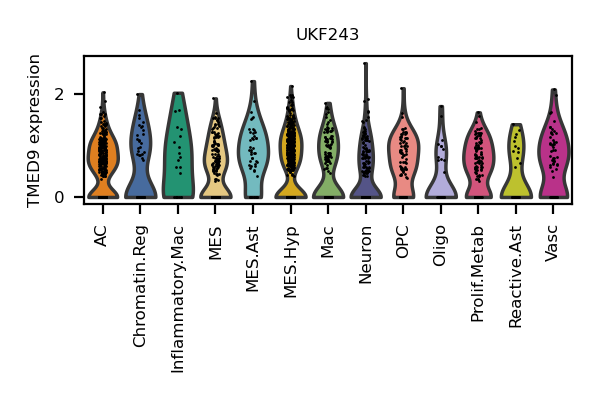 UKF243
TMED9 expression
2
0
AC
Chromatin.Reg
Inflammatory.Mac
MES
MES.Ast
MES.Hyp
Mac
Neuron
OPC
Oligo
Prolif.Metab
Reactive.Ast
Vasc